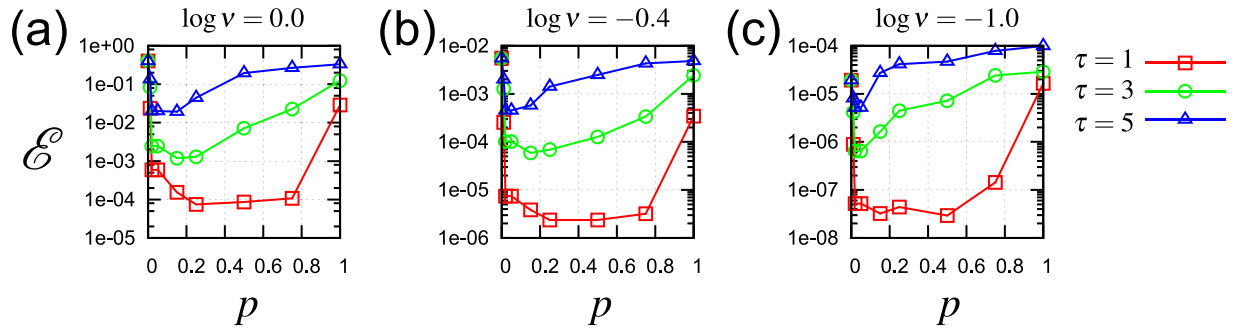 (a)
log ν = 0.0
1e+00
1e-01
1e-02
1e-03
1e-04
1e-05
0 0.2 0.4 0.6 0.8 1
ℰ
p
(b)
log ν = −0.4
1e-02
1e-03
1e-04
1e-05
1e-06
0 0.2 0.4 0.6 0.8 1
p
(c)
log ν = −1.0
1e-04
1e-05
1e-06
1e-07
1e-08
0 0.2 0.4 0.6 0.8 1
p
τ = 1
τ = 3
τ = 5